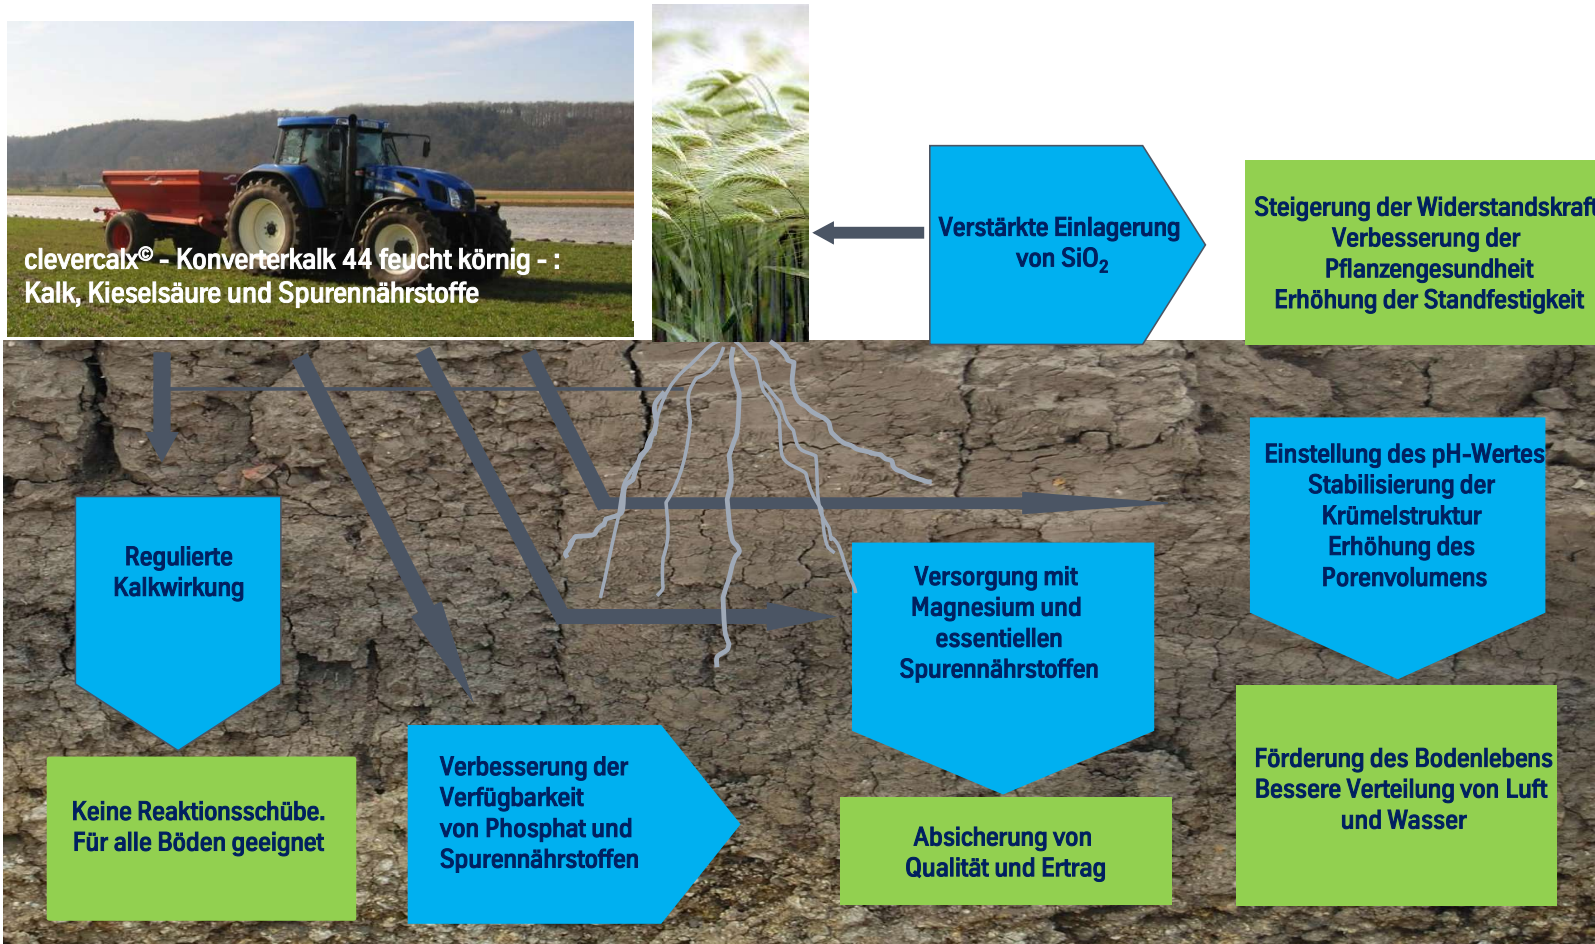 clevercalx© - Konverterkalk 44 feucht körnig - :
Kalk, Kieselsäure und Spurennährstoffe
Verstärkte Einlagerung
von SiO₂
Steigerung der Widerstandskraft
Verbesserung der
Pflanzengesundheit
Erhöhung der Standfestigkeit
Regulierte
Kalkwirkung
Keine Reaktionsschübe.
Für alle Böden geeignet
Verbesserung der
Verfügbarkeit
von Phosphat und
Spurennährstoffen
Versorgung mit
Magnesium und
essentiellen
Spurennährstoffen
Absicherung von
Qualität und Ertrag
Einstellung des pH-Wertes
Stabilisierung der
Krümelstruktur
Erhöhung des
Porenvolumens
Förderung des Bodenlebens
Bessere Verteilung von Luft
und Wasser